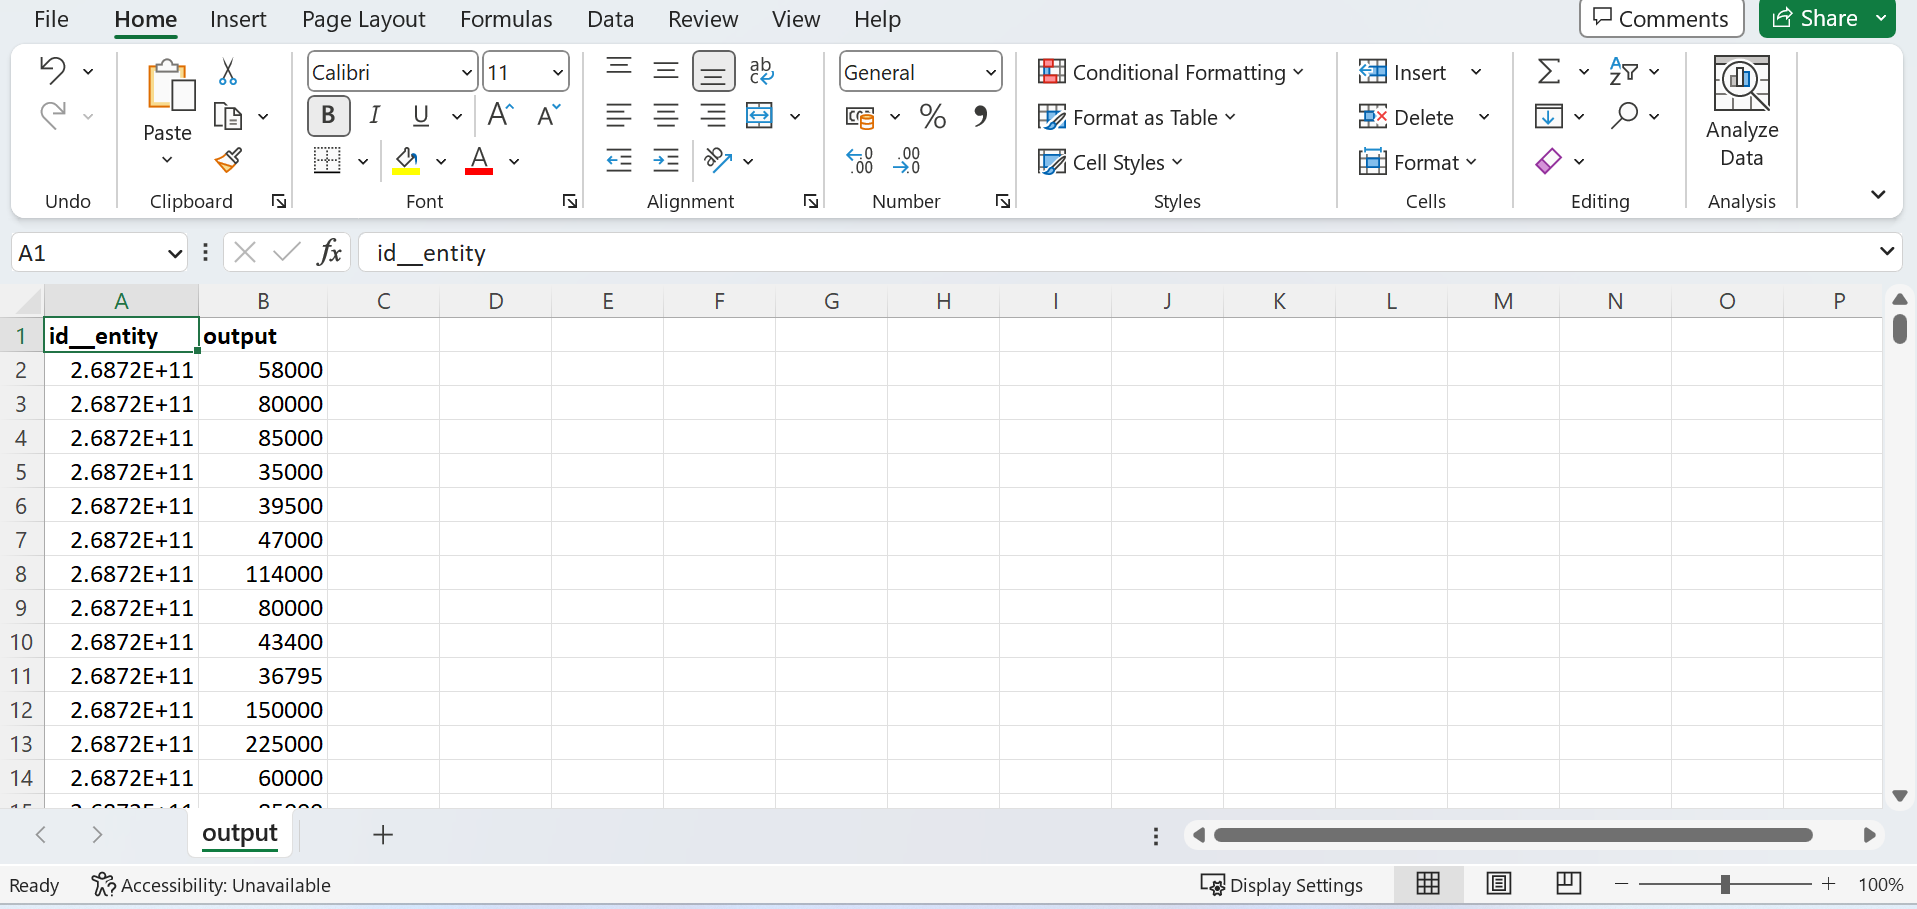 File Home Insert Page Layout Formulas Data Review View Help Comments Share
Calibri 11 ab General Conditional Formatting Insert
Paste B I U A A % Format as Table Delete Analyze Data
A Cell Styles Format
Undo Clipboard Font Alignment Number Styles Cells Editing Analysis
A1 fx id__entity
A B C D E F G H I J K L M N O P
1 id__entity output
2 2.6872E+11 58000
3 2.6872E+11 80000
4 2.6872E+11 85000
5 2.6872E+11 35000
6 2.6872E+11 39500
7 2.6872E+11 47000
8 2.6872E+11 114000
9 2.6872E+11 80000
10 2.6872E+11 43400
11 2.6872E+11 36795
12 2.6872E+11 150000
13 2.6872E+11 225000
14 2.6872E+11 60000
output
Ready Accessibility: Unavailable Display Settings 100%